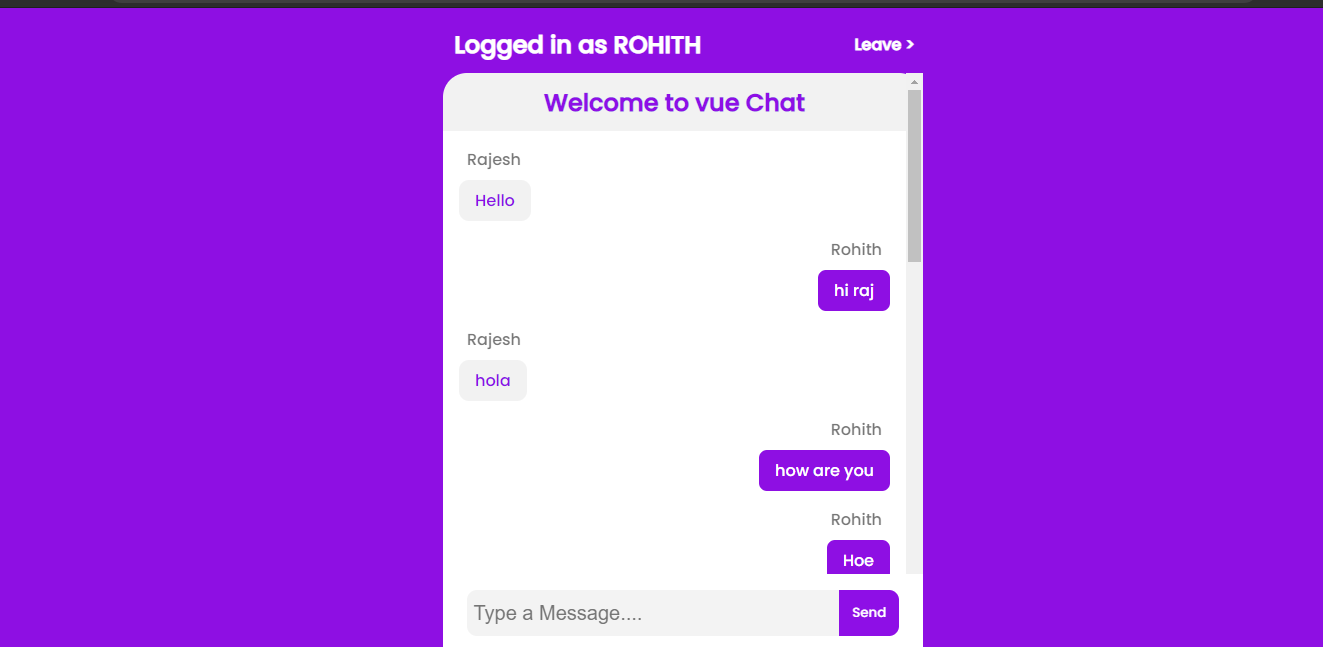 Logged in as ROHITH
Leave >
Welcome to vue Chat
Rajesh
Hello
Rohith
hi raj
Rajesh
hola
Rohith
how are you
Rohith
Hoe
Type a Message....
Send